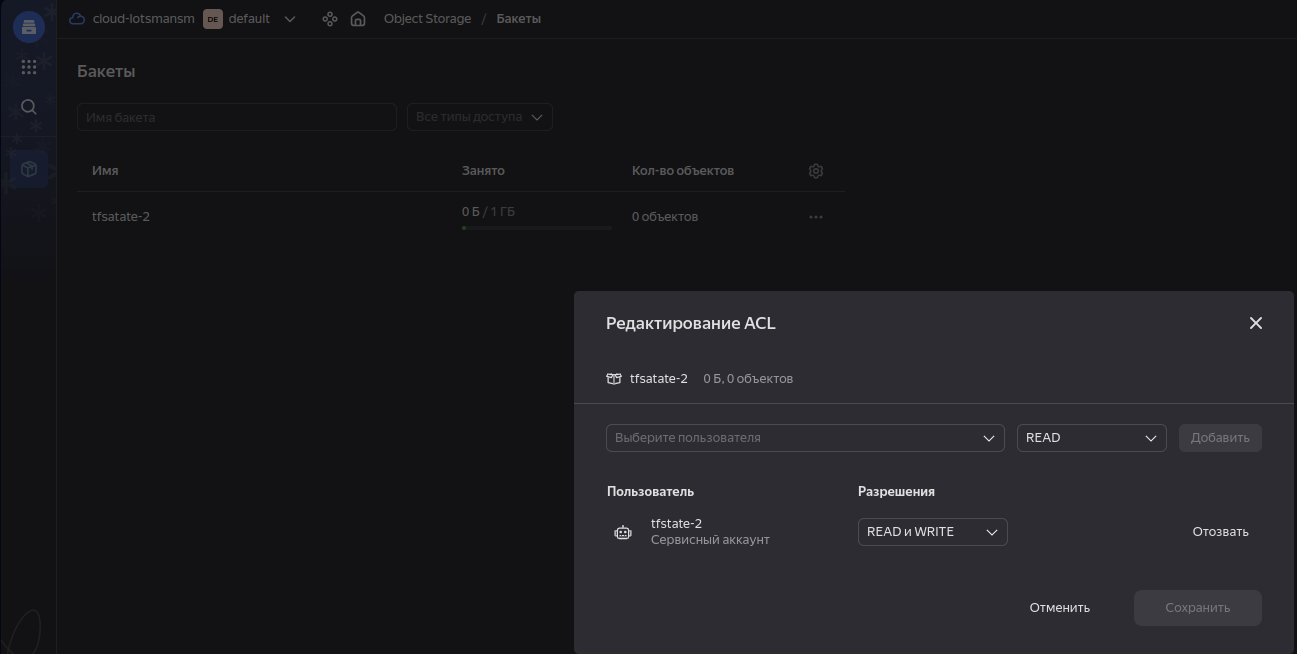 cloud-lotsmansm DE default Object Storage / Бакеты
Бакеты
Имя бакета Все типы доступа
Имя Занято Кол-во объектов
tfsatate-2 0 Б / 1 ГБ 0 объектов
Редактирование ACL
tfsatate-2 0 Б, 0 объектов
Выберите пользователя READ Добавить
Пользователь Разрешения
tfstate-2 READ и WRITE Отозвать
Сервисный аккаунт
Отменить Сохранить